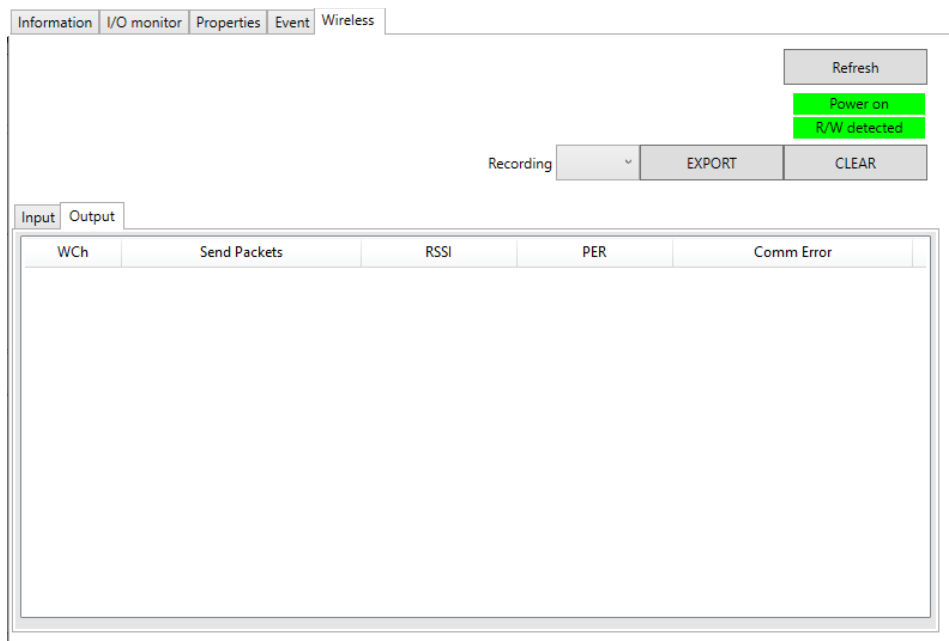 Information I/O monitor Properties Event Wireless
Refresh
Power on
R/W detected
Recording EXPORT CLEAR
Input Output
WCh Send Packets RSSI PER Comm Error